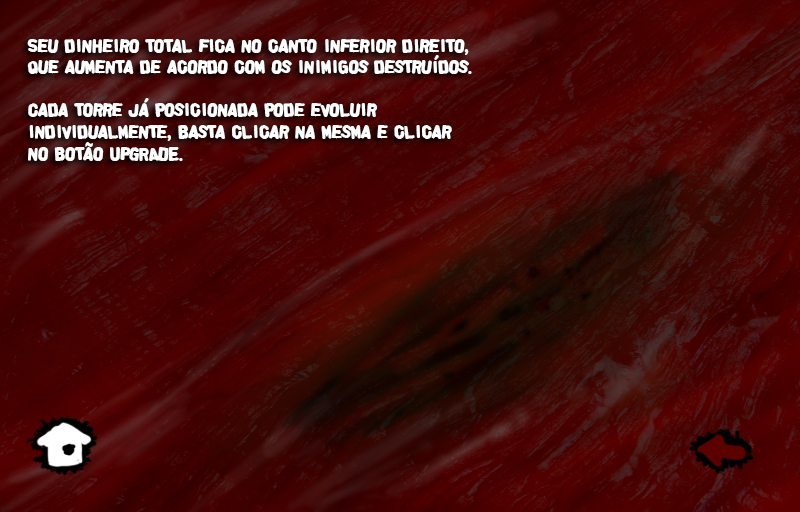 SEU DINHEIRO TOTAL FICA NO CANTO INFERIOR DIREITO,
QUE AUMENTA DE ACORDO COM OS INIMIGOS DESTRUÍDOS.
CADA TORRE JÁ POSICIONADA PODE EVOLUIR
INDIVIDUALMENTE, BASTA CLICAR NA MESMA E CLICAR
NO BOTÃO UPGRADE.